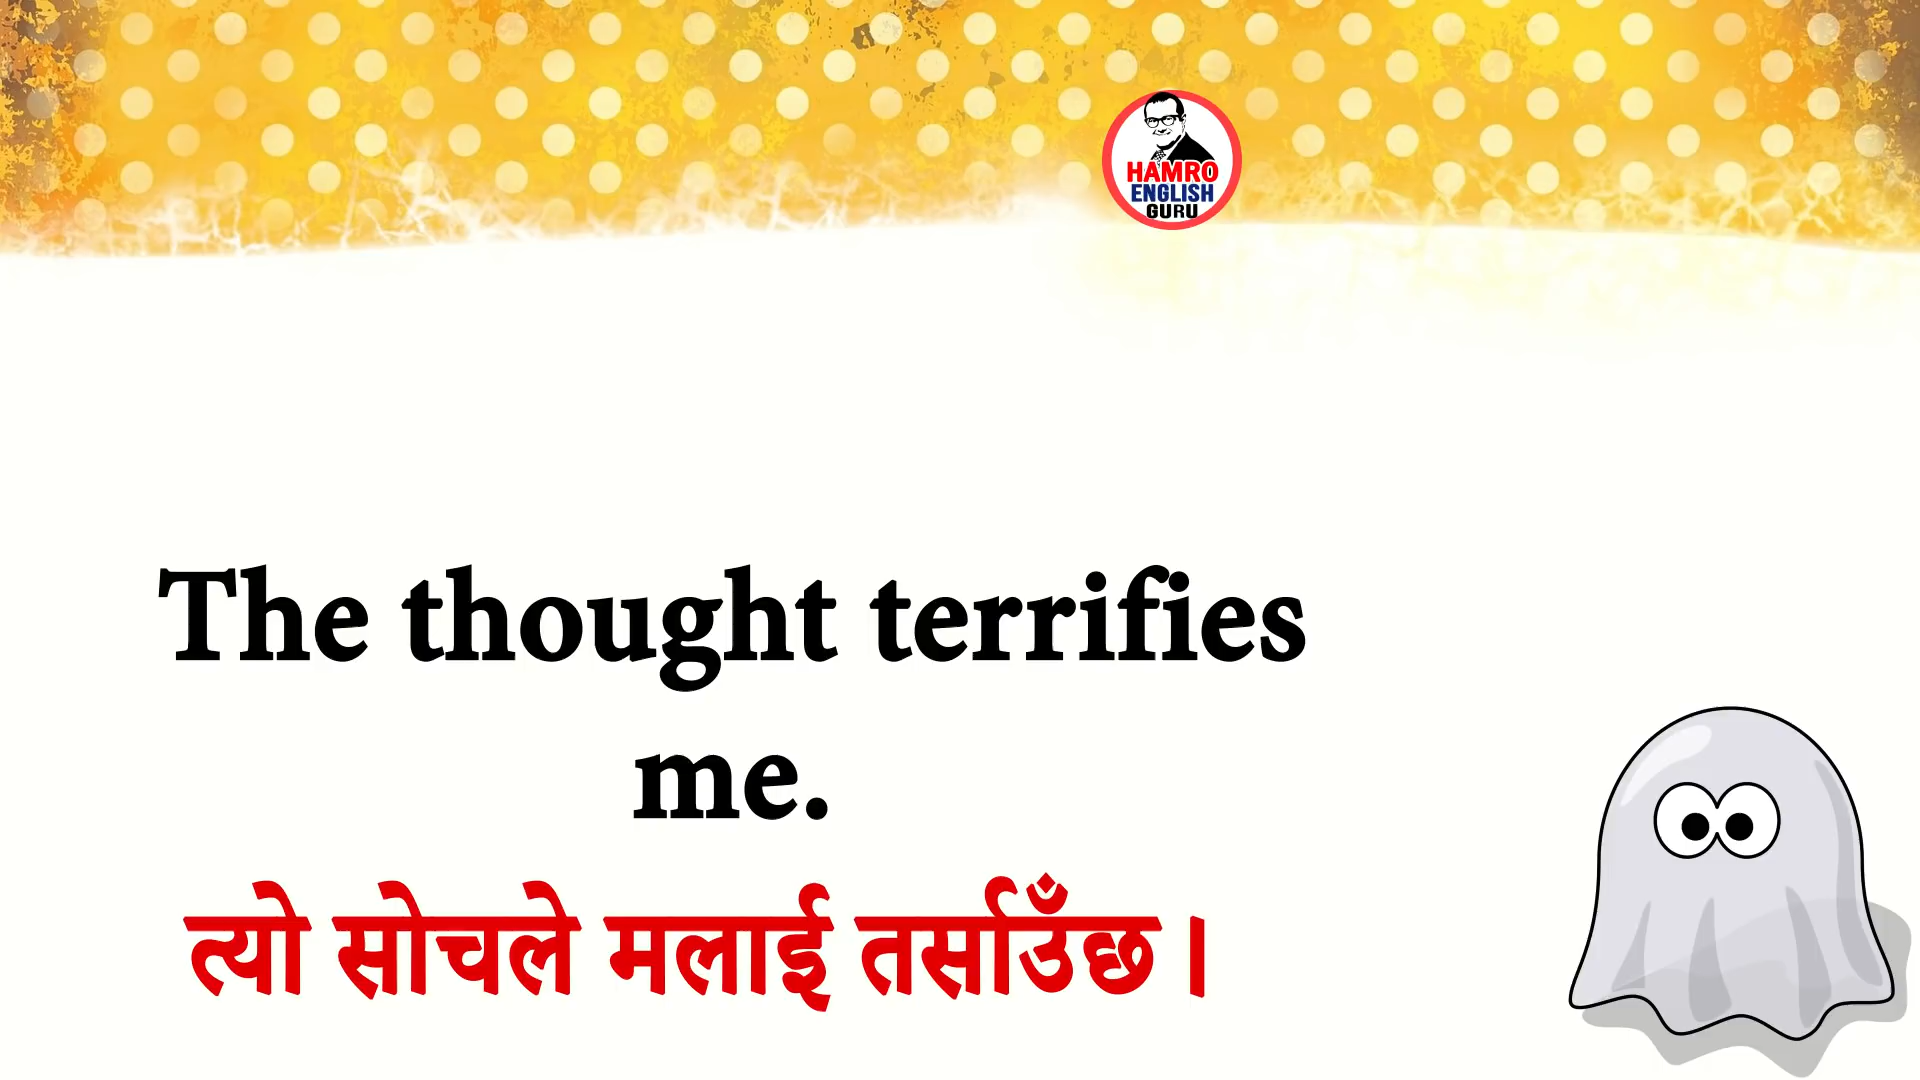 HAMRO
ENGLISH
GURU
The thought terrifies
me.
त्यो सोचले मलाई तर्साउँछ।